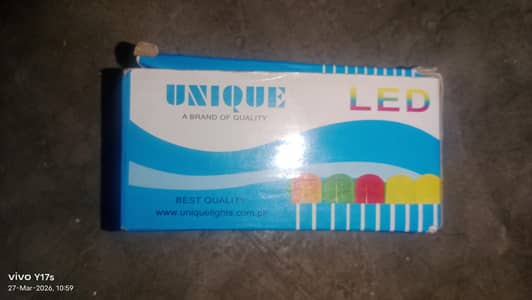 UNIQUE
A BRAND OF QUALITY
LED
BEST QUALITY
www.uniquelights.com.pk
vivo Y17s
27-Mar-2026, 10:59